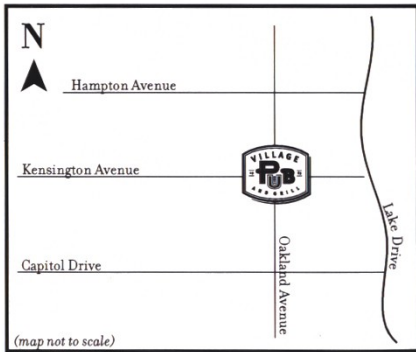 N
Hampton Avenue
Kensington Avenue
VILLAGE
PUB
AND GRILL
Lake Drive
Oakland Avenue
Capitol Drive
(map not to scale)